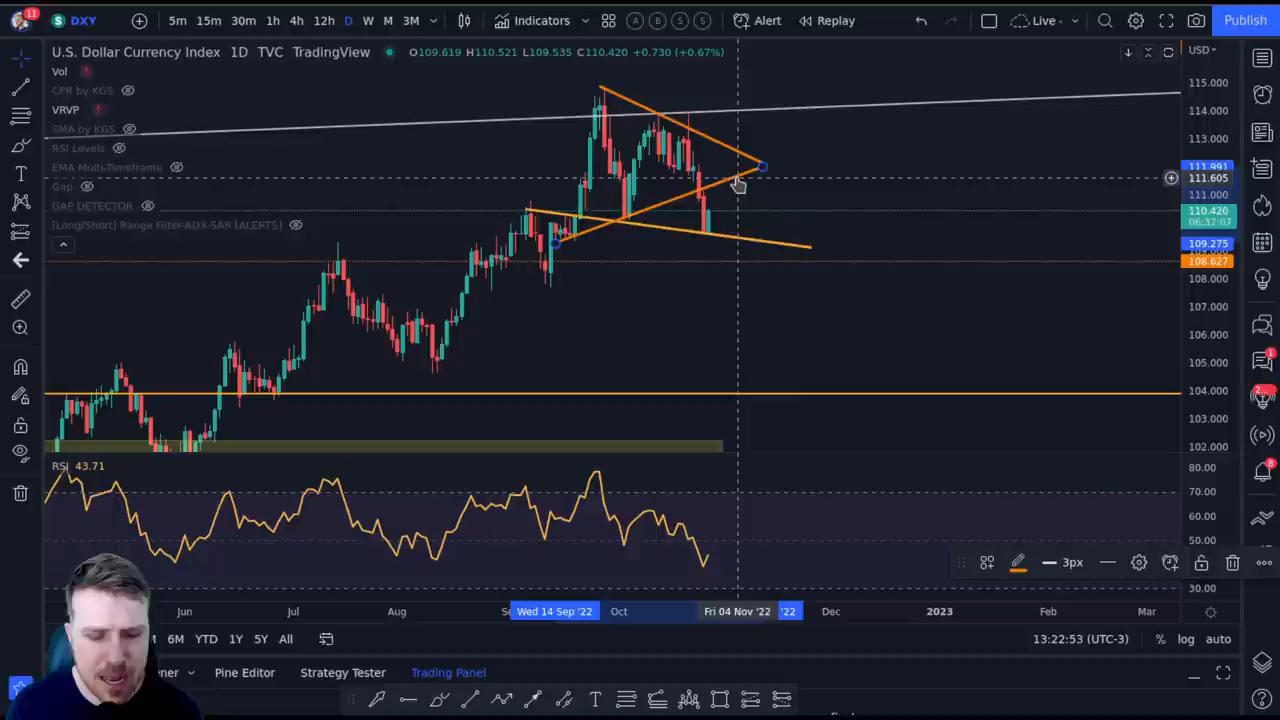 11
DXY
5m 15m 30m 1h 4h 12h D W M 3M
Indicators
A B S S
Alert
Replay
Live
Publish
U.S. Dollar Currency Index 1D TVC TradingView
O109.619 H110.521 L109.535 C110.420 +0.730 (+0.67%)
USD
Vol !
CPR by KGS
VRVP !
SMA by KGS
RSI Levels
EMA Multi-Timeframe
Gap
GAP DETECTOR
[Long/Short] Range Filter-ADX-SAR [ALERTS]
115.000
114.000
113.000
111.991
111.605
111.000
110.420
06:37:07
109.275
108.627
108.000
107.000
106.000
105.000
104.000
103.000
102.000
RSI 43.71
80.00
70.00
60.00
50.00
30.00
3px
1
8
Jun Jul Aug Wed 14 Sep '22 Oct Fri 04 Nov '22 '22 Dec 2023 Feb Mar
6M YTD 1Y 5Y All
13:22:53 (UTC-3) % log auto
Pine Editor Strategy Tester Trading Panel